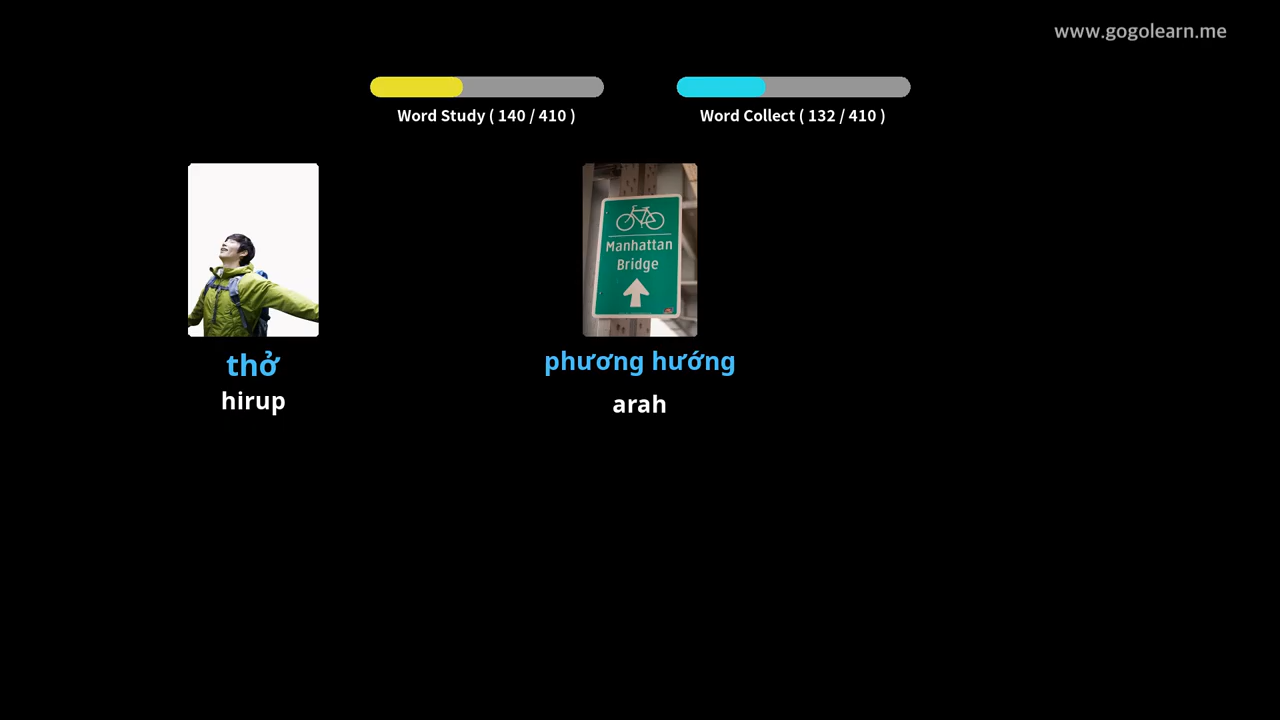 www.gogolearn.me
Word Study ( 140 / 410 )
Word Collect ( 132 / 410 )
Manhattan
Bridge
thở
hirup
phương hướng
arah